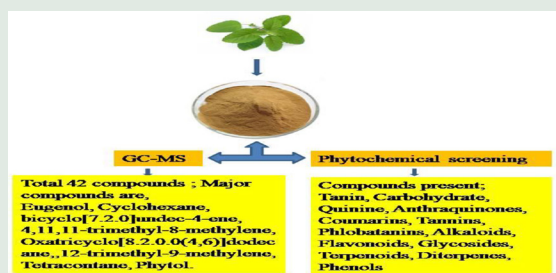 GC-MS
Phytochemical screening
Total 42 compounds ; Major
compounds are,
Eugenol, Cyclohexane,
bicyclo[7.2.0]undec-4-ene,
4,11,11-trimethyl-8-methylene,
Oxatricyclo[8.2.0.0(4,6)]dodec
ane,,12-trimethyl-9-methylene,
Tetracontane, Phytol.
Compounds present;
Tanin, Carbohydrate,
Quinine, Anthraquinones,
Coumarins, Tannins,
Phlobatanins, Alkaloids,
Flavonoids, Glycosides,
Terpenoids, Diterpenes,
Phenols